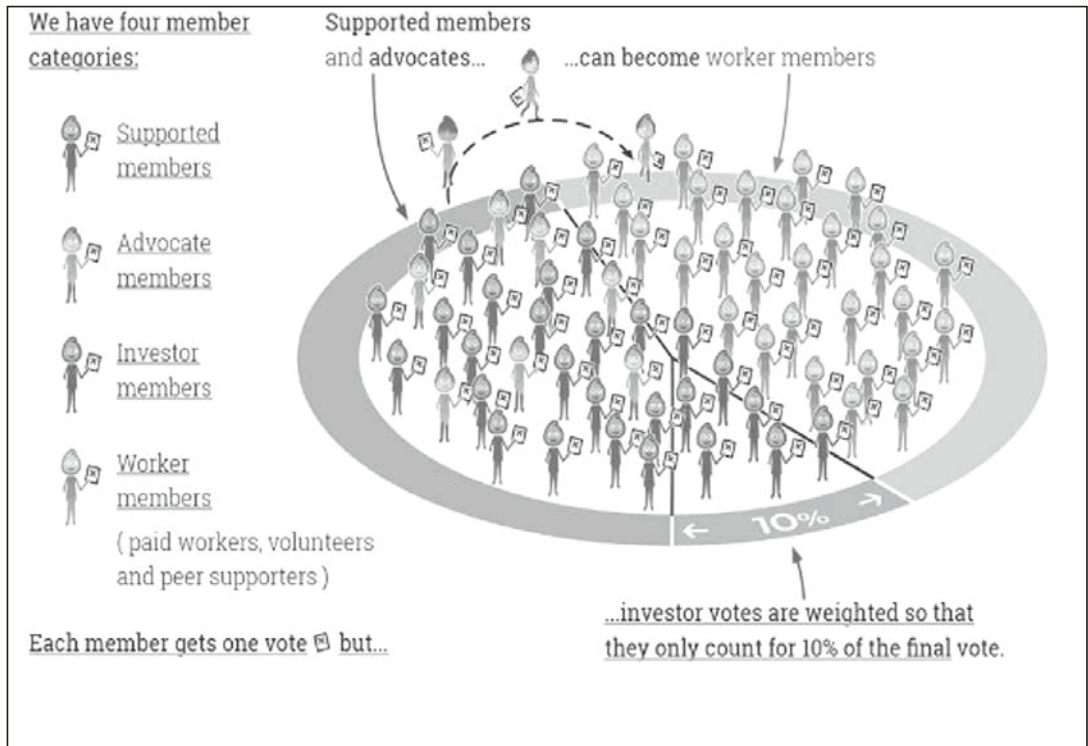 We have four member
categories:
Supported
members
Advocate
members
Investor
members
Worker
members
( paid workers, volunteers
and peer supporters )
Each member gets one vote but...
Supported members
and advocates...
...can become worker members
10%
...investor votes are weighted so that
they only count for 10% of the final vote.